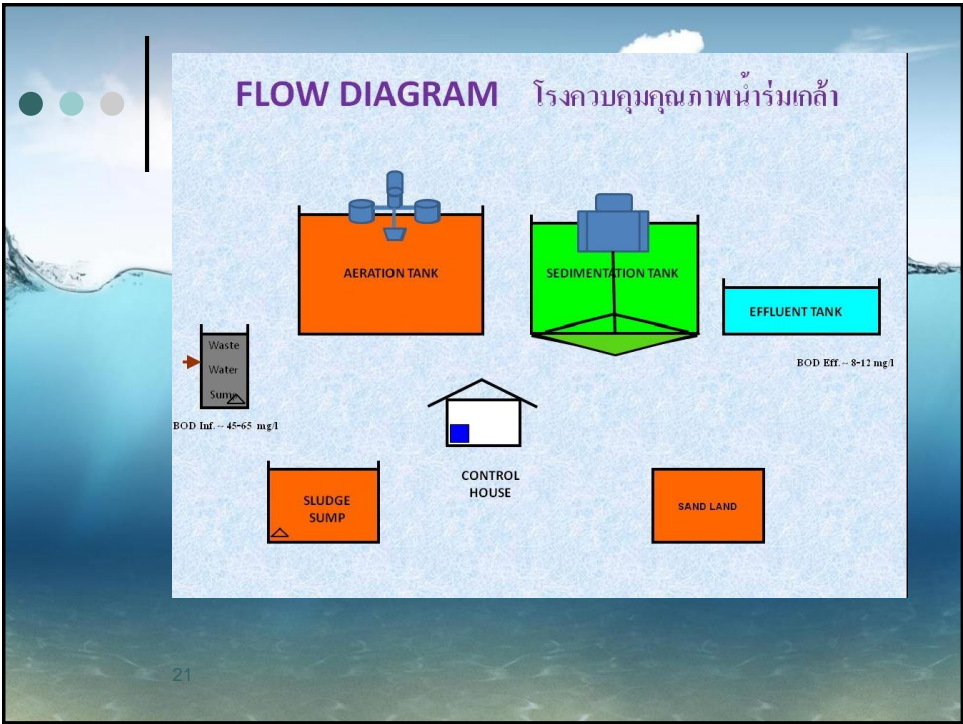 FLOW DIAGRAM โรงควบคุมคุณภาพน้ำร่มเกล้า
AERATION TANK
SEDIMENTATION TANK
EFFLUENT TANK
Waste
Water
Sump
BOD Eff.~ 8-12 mg/l
BOD Inf.~ 45-65 mg/l
CONTROL
HOUSE
SLUDGE
SUMP
SAND LAND
21